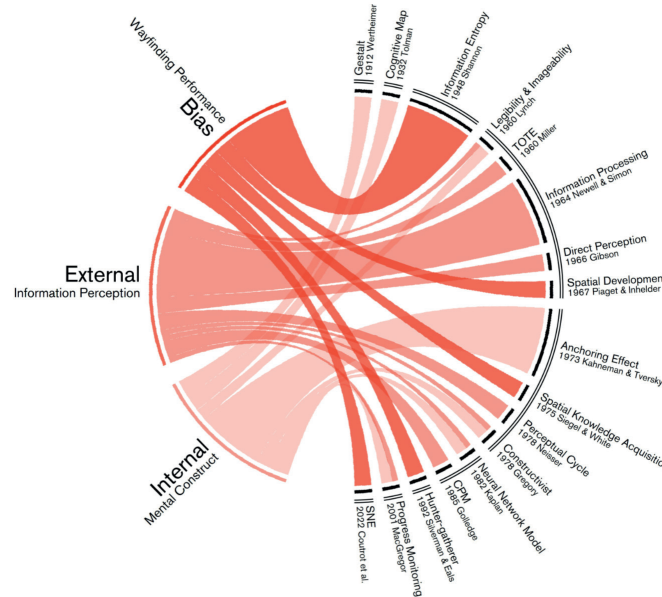 Wayfinding Performance
Bias
External
Information Perception
Internal
Mental Construct
Gestalt
1912 Wertheimer
Cognitive Map
1932 Tolman
Information Entropy
1948 Shannon
Legibility & Imageability
1960 Lynch
TOTE
1960 Miller
Information Processing
1964 Newell & Simon
Direct Perception
1966 Gibson
Spatial Developmen
1967 Piaget & Inhelder
Anchoring Effect
1973 Kahneman & Tversky
Spatial Knowledge Acquisitio
1975 Siegel & White
Perceptual Cycle
1978 Neisser
Constructivist
1978 Gregory
Neural Network Model
1982 Kaplan
CPM
1985 Golledge
Hunter-gatherer
1992 Silverman & Eals
Progress Monitoring
2001 MacGregor
SNE
2022 Coutrot et al.